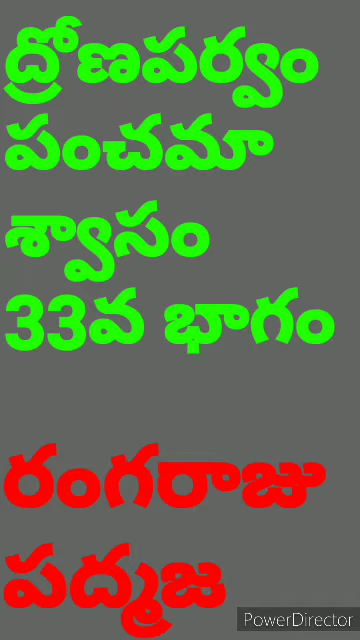 ద్రోణపర్వం
పంచమా
శ్వాసం
33వ భాగం
రంగరాజు
పద్మజ
PowerDirector